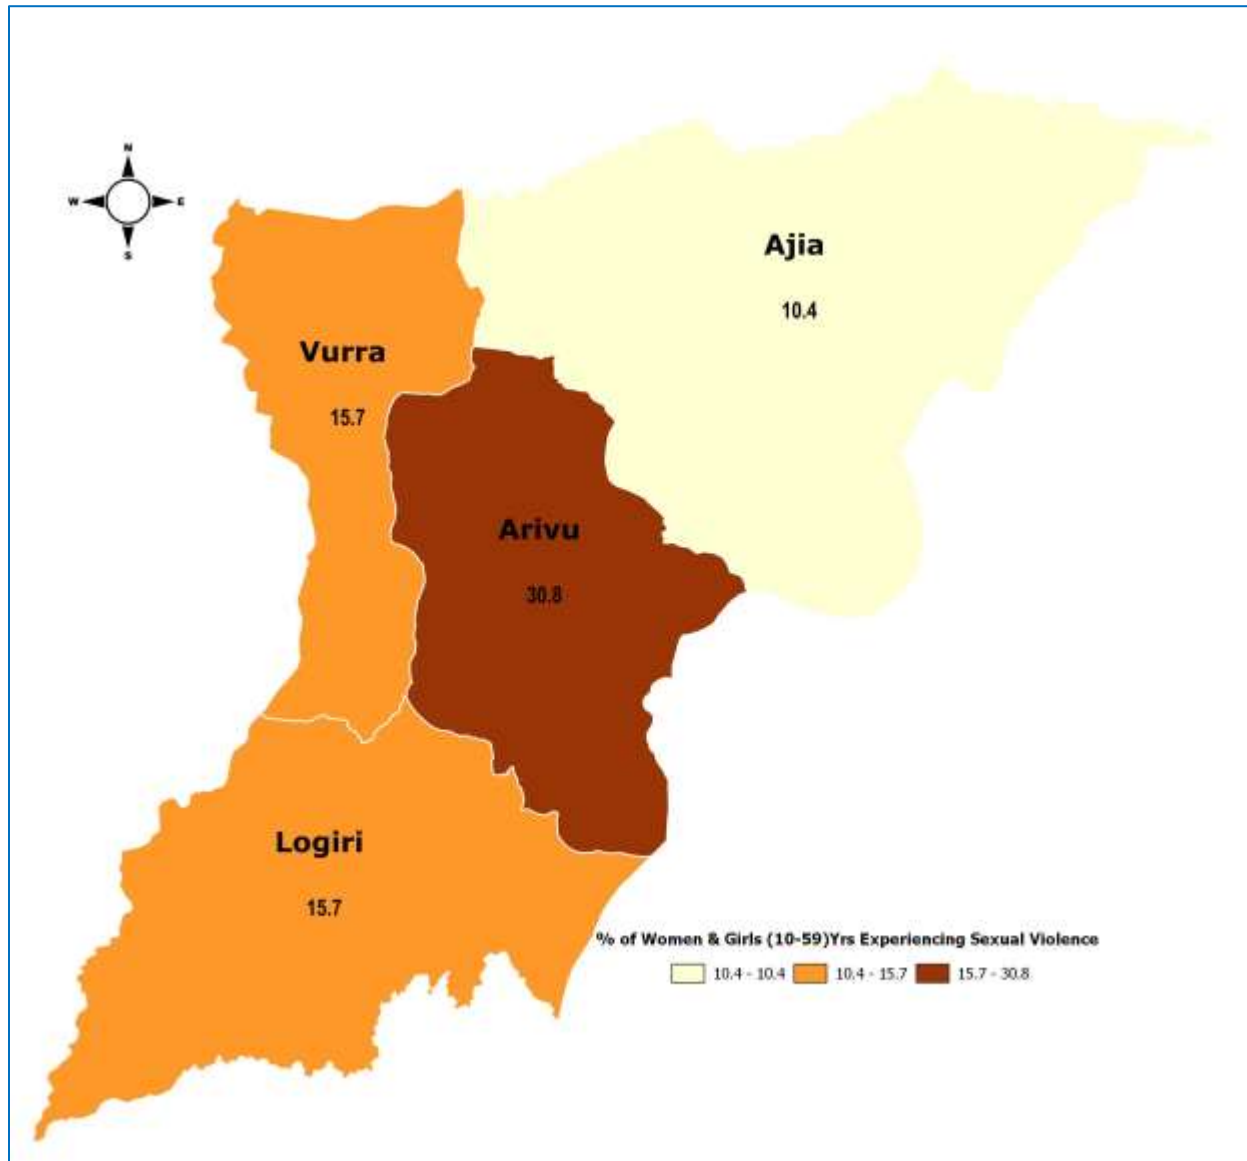 N
W E
S
Ajia
10.4
Vurra
15.7
Arivu
30.8
Logiri
15.7
% of Women & Girls (10-59)Yrs Experiencing Sexual Violence
10.4 - 10.4 10.4 - 15.7 15.7 - 30.8